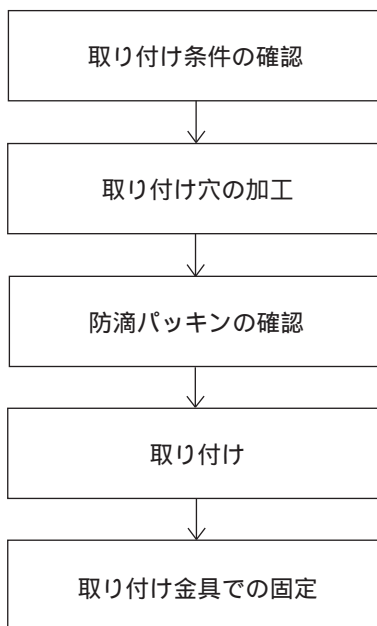 取り付け条件の確認
取り付け穴の加工
防滴パッキンの確認
取り付け
取り付け金具での固定